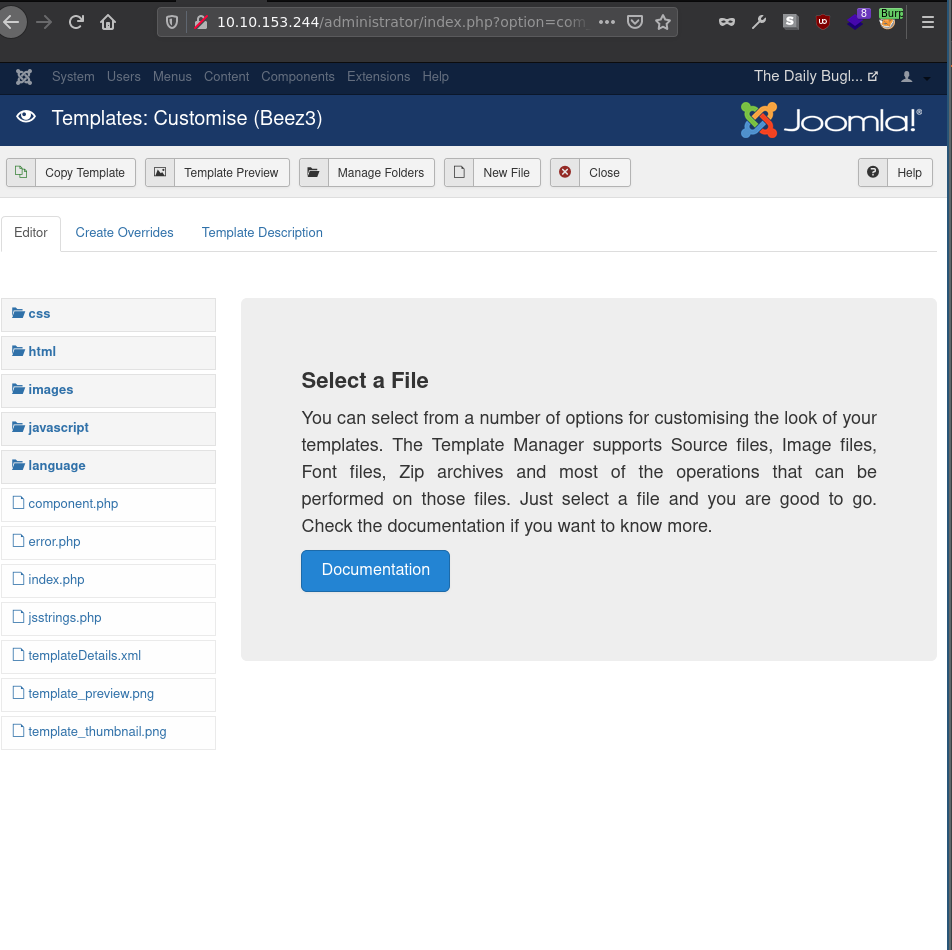 10.10.153.244/administrator/index.php?option=com
8
Burp
S
UD
System Users Menus Content Components Extensions Help
The Daily Bugl...
Templates: Customise (Beez3)
Joomla!®
Copy Template
Template Preview
Manage Folders
New File
Close
Help
Editor
Create Overrides
Template Description
css
html
images
javascript
language
component.php
error.php
index.php
jsstrings.php
templateDetails.xml
template_preview.png
template_thumbnail.png
Select a File
You can select from a number of options for customising the look of your
templates. The Template Manager supports Source files, Image files,
Font files, Zip archives and most of the operations that can be
performed on those files. Just select a file and you are good to go.
Check the documentation if you want to know more.
Documentation